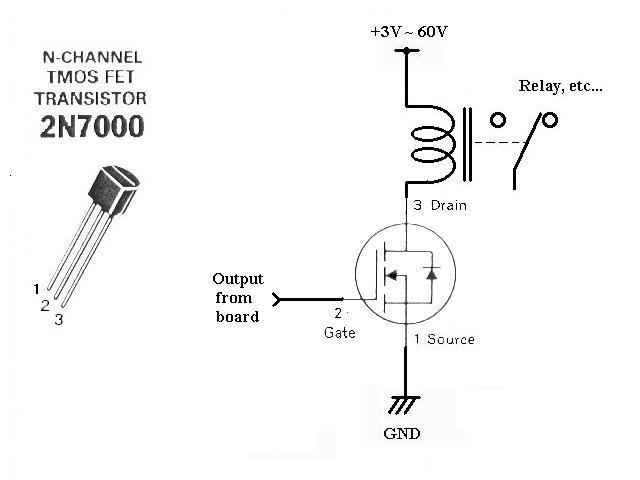 N-CHANNEL
TMOS FET
TRANSISTOR
2N7000
1
2
3
+3V ~ 60V
Relay, etc...
3 Drain
Output
from
board
2
Gate
1 Source
GND